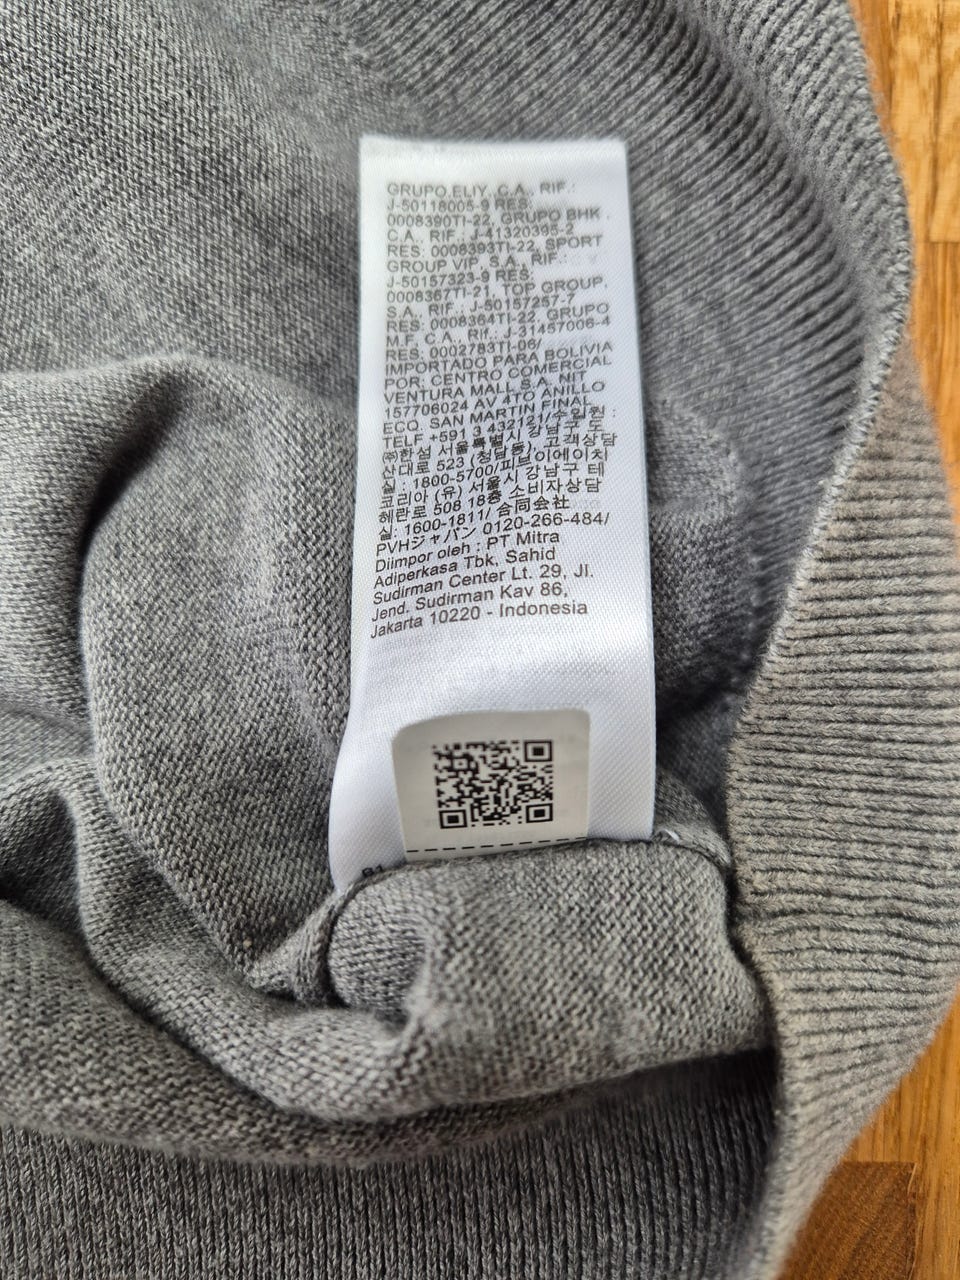 GRUPO ELIY, C.A., RIF.:
J-50118005-9 RES:
0008390TI-22, GRUPO BHK .
C.A., RIF.: J-41320395-2
RES: 0008393TI-22, SPORT
GROUP VIP, S.A., RIF.:
J-50157323-9 RES:
0008367TI-21, TOP GROUP,
S.A., RIF.: J-50157257-7
RES: 0008364TI-22, GRUPO
M.F. C.A., Rif.: J-31457006-4
RES: 0002783TI-06/
IMPORTADO PARA BOLIVIA
POR: CENTRO COMERCIAL
VENTURA MALL S.A. NIT
157706024 AV 4TO ANILLO
ECQ. SAN MARTIN FINAL
TELF +591 3 432121/수입원 :
㈜한섬 서울특별시 강남구 도
산대로 523 (청담동), 고객상담
실 : 1800-5700/피브이에이치
코리아 (유) 서울시 강남구 테
헤란로 508 18층 소비자상담
실: 1600-1811/ 合同会社
PVHジャパン 0120-266-484/
Diimpor oleh : PT Mitra
Adiperkasa Tbk, Sahid
Sudirman Center Lt. 29, Jl.
Jend. Sudirman Kav 86,
Jakarta 10220 - Indonesia